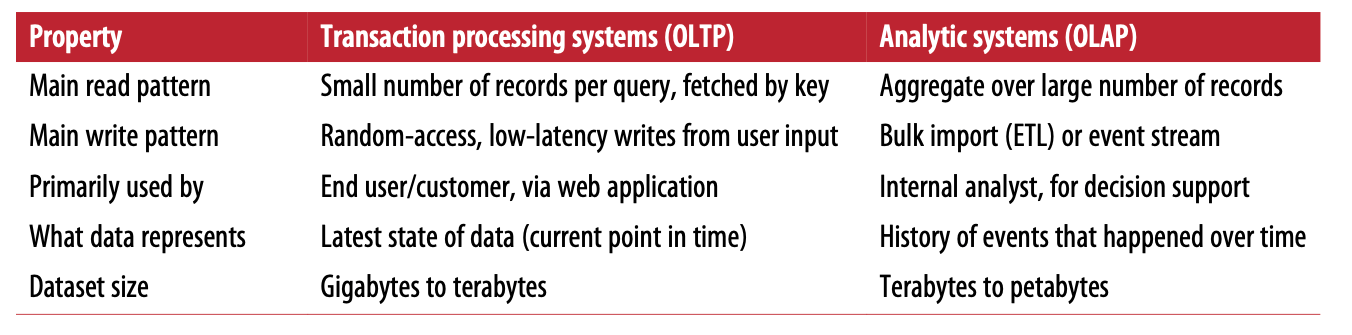 Property Transaction processing systems (OLTP) Analytic systems (OLAP)
Main read pattern Small number of records per query, fetched by key Aggregate over large number of records
Main write pattern Random-access, low-latency writes from user input Bulk import (ETL) or event stream
Primarily used by End user/customer, via web application Internal analyst, for decision support
What data represents Latest state of data (current point in time) History of events that happened over time
Dataset size Gigabytes to terabytes Terabytes to petabytes